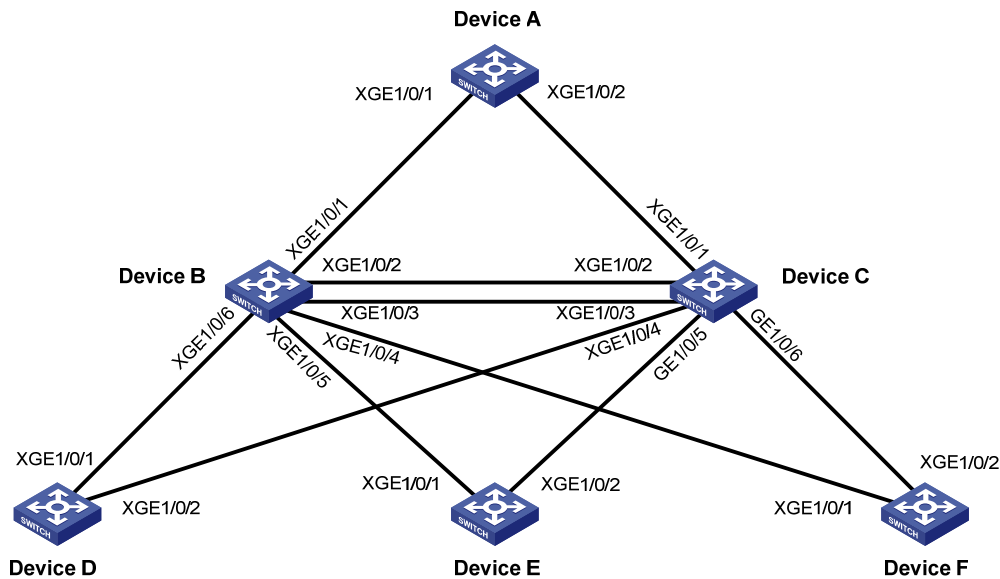 Device A
SWITCH
XGE1/0/1
XGE1/0/2
XGE1/0/1
XGE1/0/1
Device B
SWITCH
XGE1/0/2
XGE1/0/2
Device C
SWITCH
XGE1/0/3
XGE1/0/3
XGE1/0/6
XGE1/0/5
XGE1/0/4
XGE1/0/4
GE1/0/5
GE1/0/6
XGE1/0/1
XGE1/0/2
XGE1/0/1
XGE1/0/2
XGE1/0/1
XGE1/0/2
SWITCH
SWITCH
SWITCH
Device D
Device E
Device F